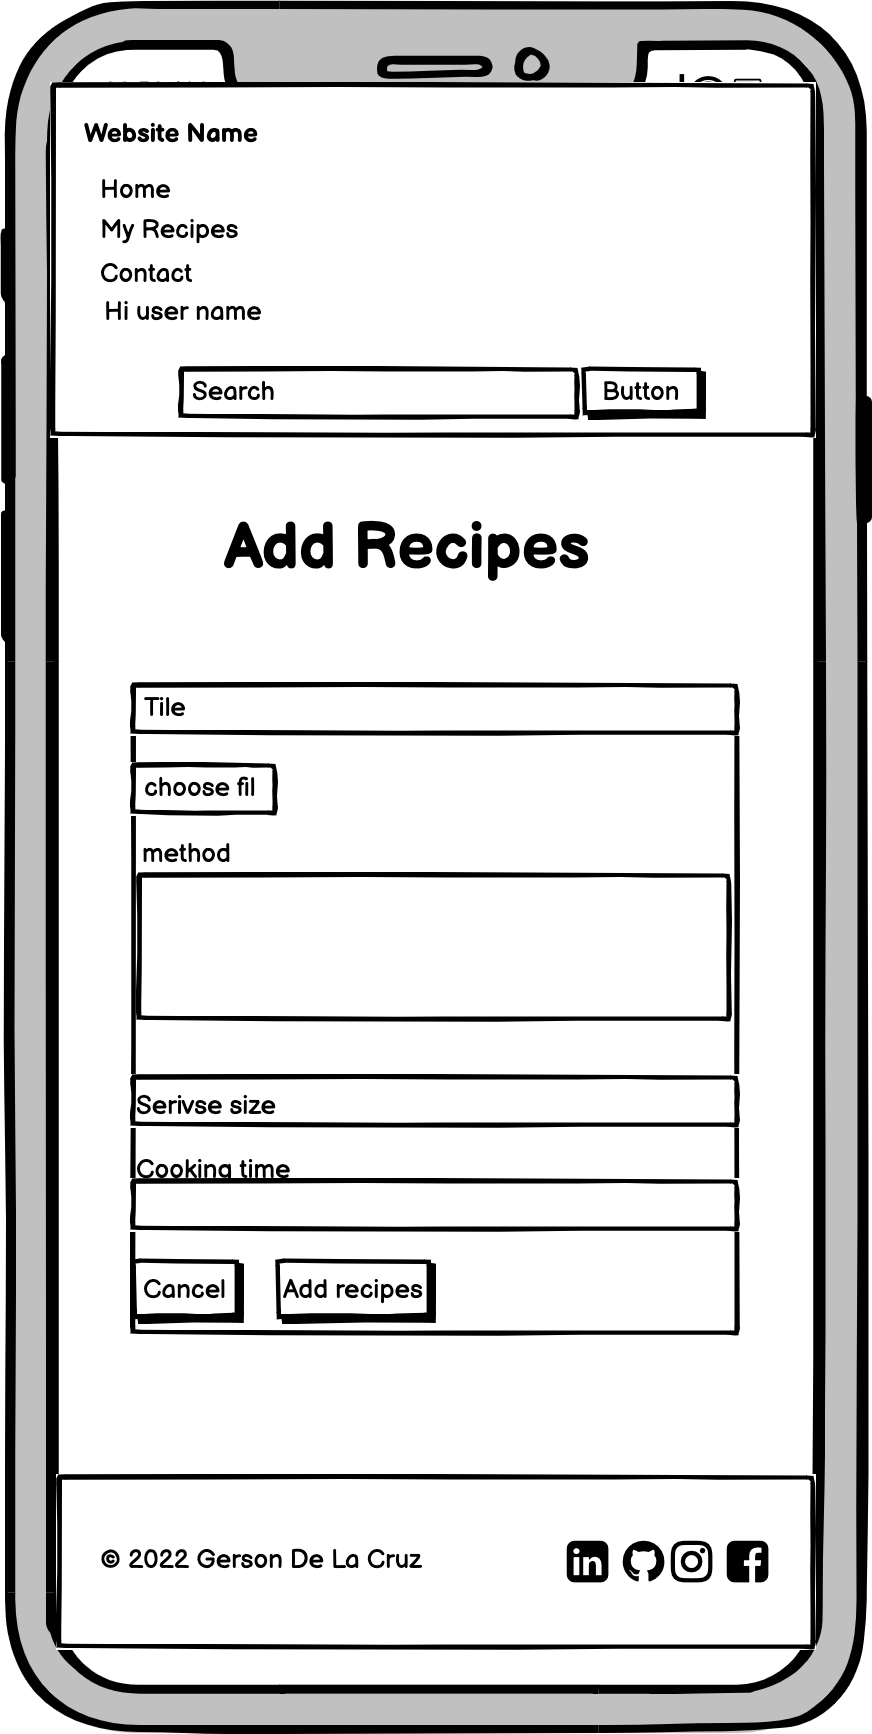 Website Name
Home
My Recipes
Contact
Hi user name
Search
Button
Add Recipes
Tile
choose fil
method
Serivse size
Cooking time
Cancel
Add recipes
© 2022 Gerson De La Cruz
in